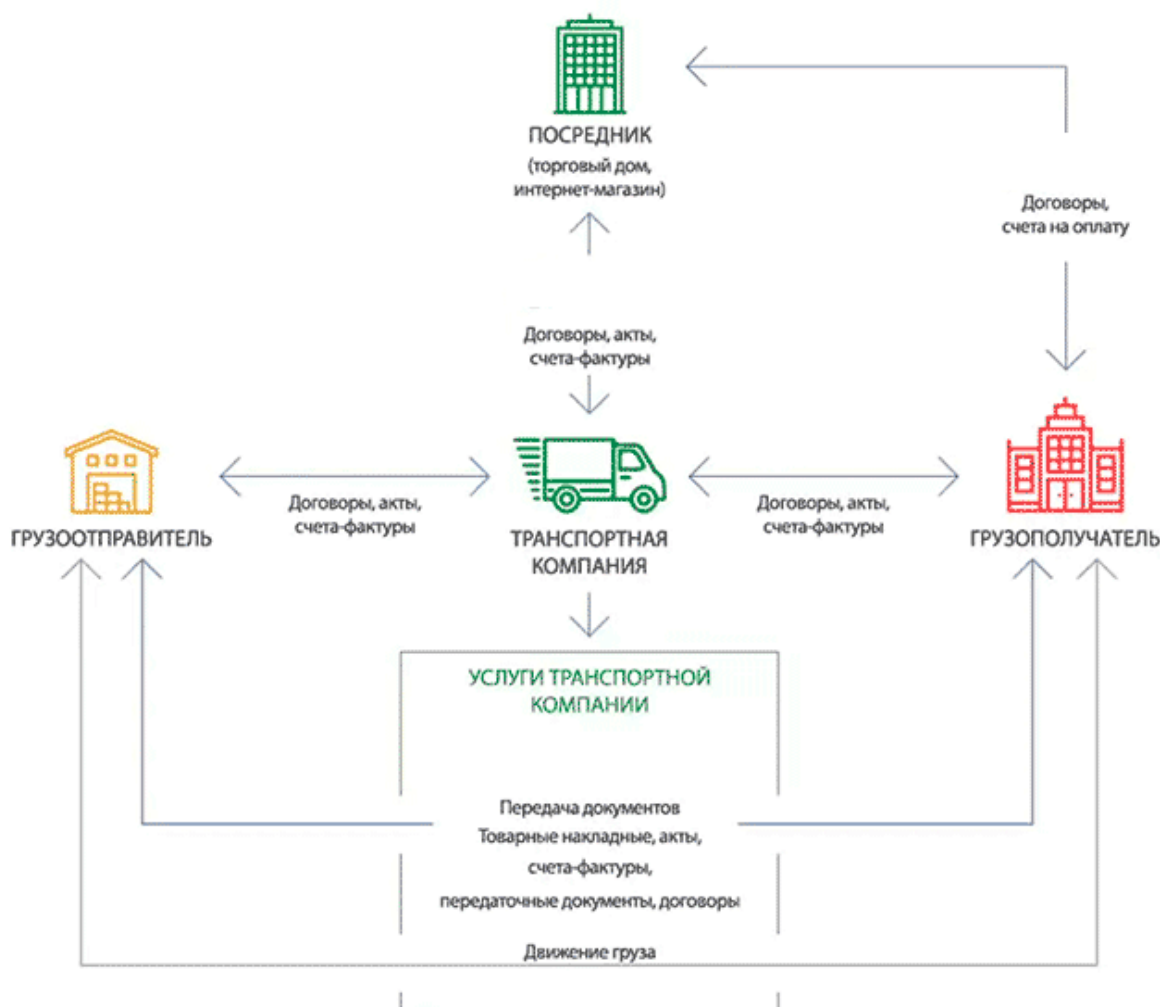 ПОСРЕДНИК
(торговый дом,
интернет-магазин)
Договоры,
счета на оплату
Договоры, акты,
счета-фактуры
Договоры, акты,
счета-фактуры
Договоры, акты,
счета-фактуры
ГРУЗООТПРАВИТЕЛЬ
ТРАНСПОРТНАЯ
КОМПАНИЯ
ГРУЗОПОЛУЧАТЕЛЬ
УСЛУГИ ТРАНСПОРТНОЙ
КОМПАНИИ
Передача документов
Товарные накладные, акты,
счета-фактуры,
передаточные документы, договоры
Движение груза